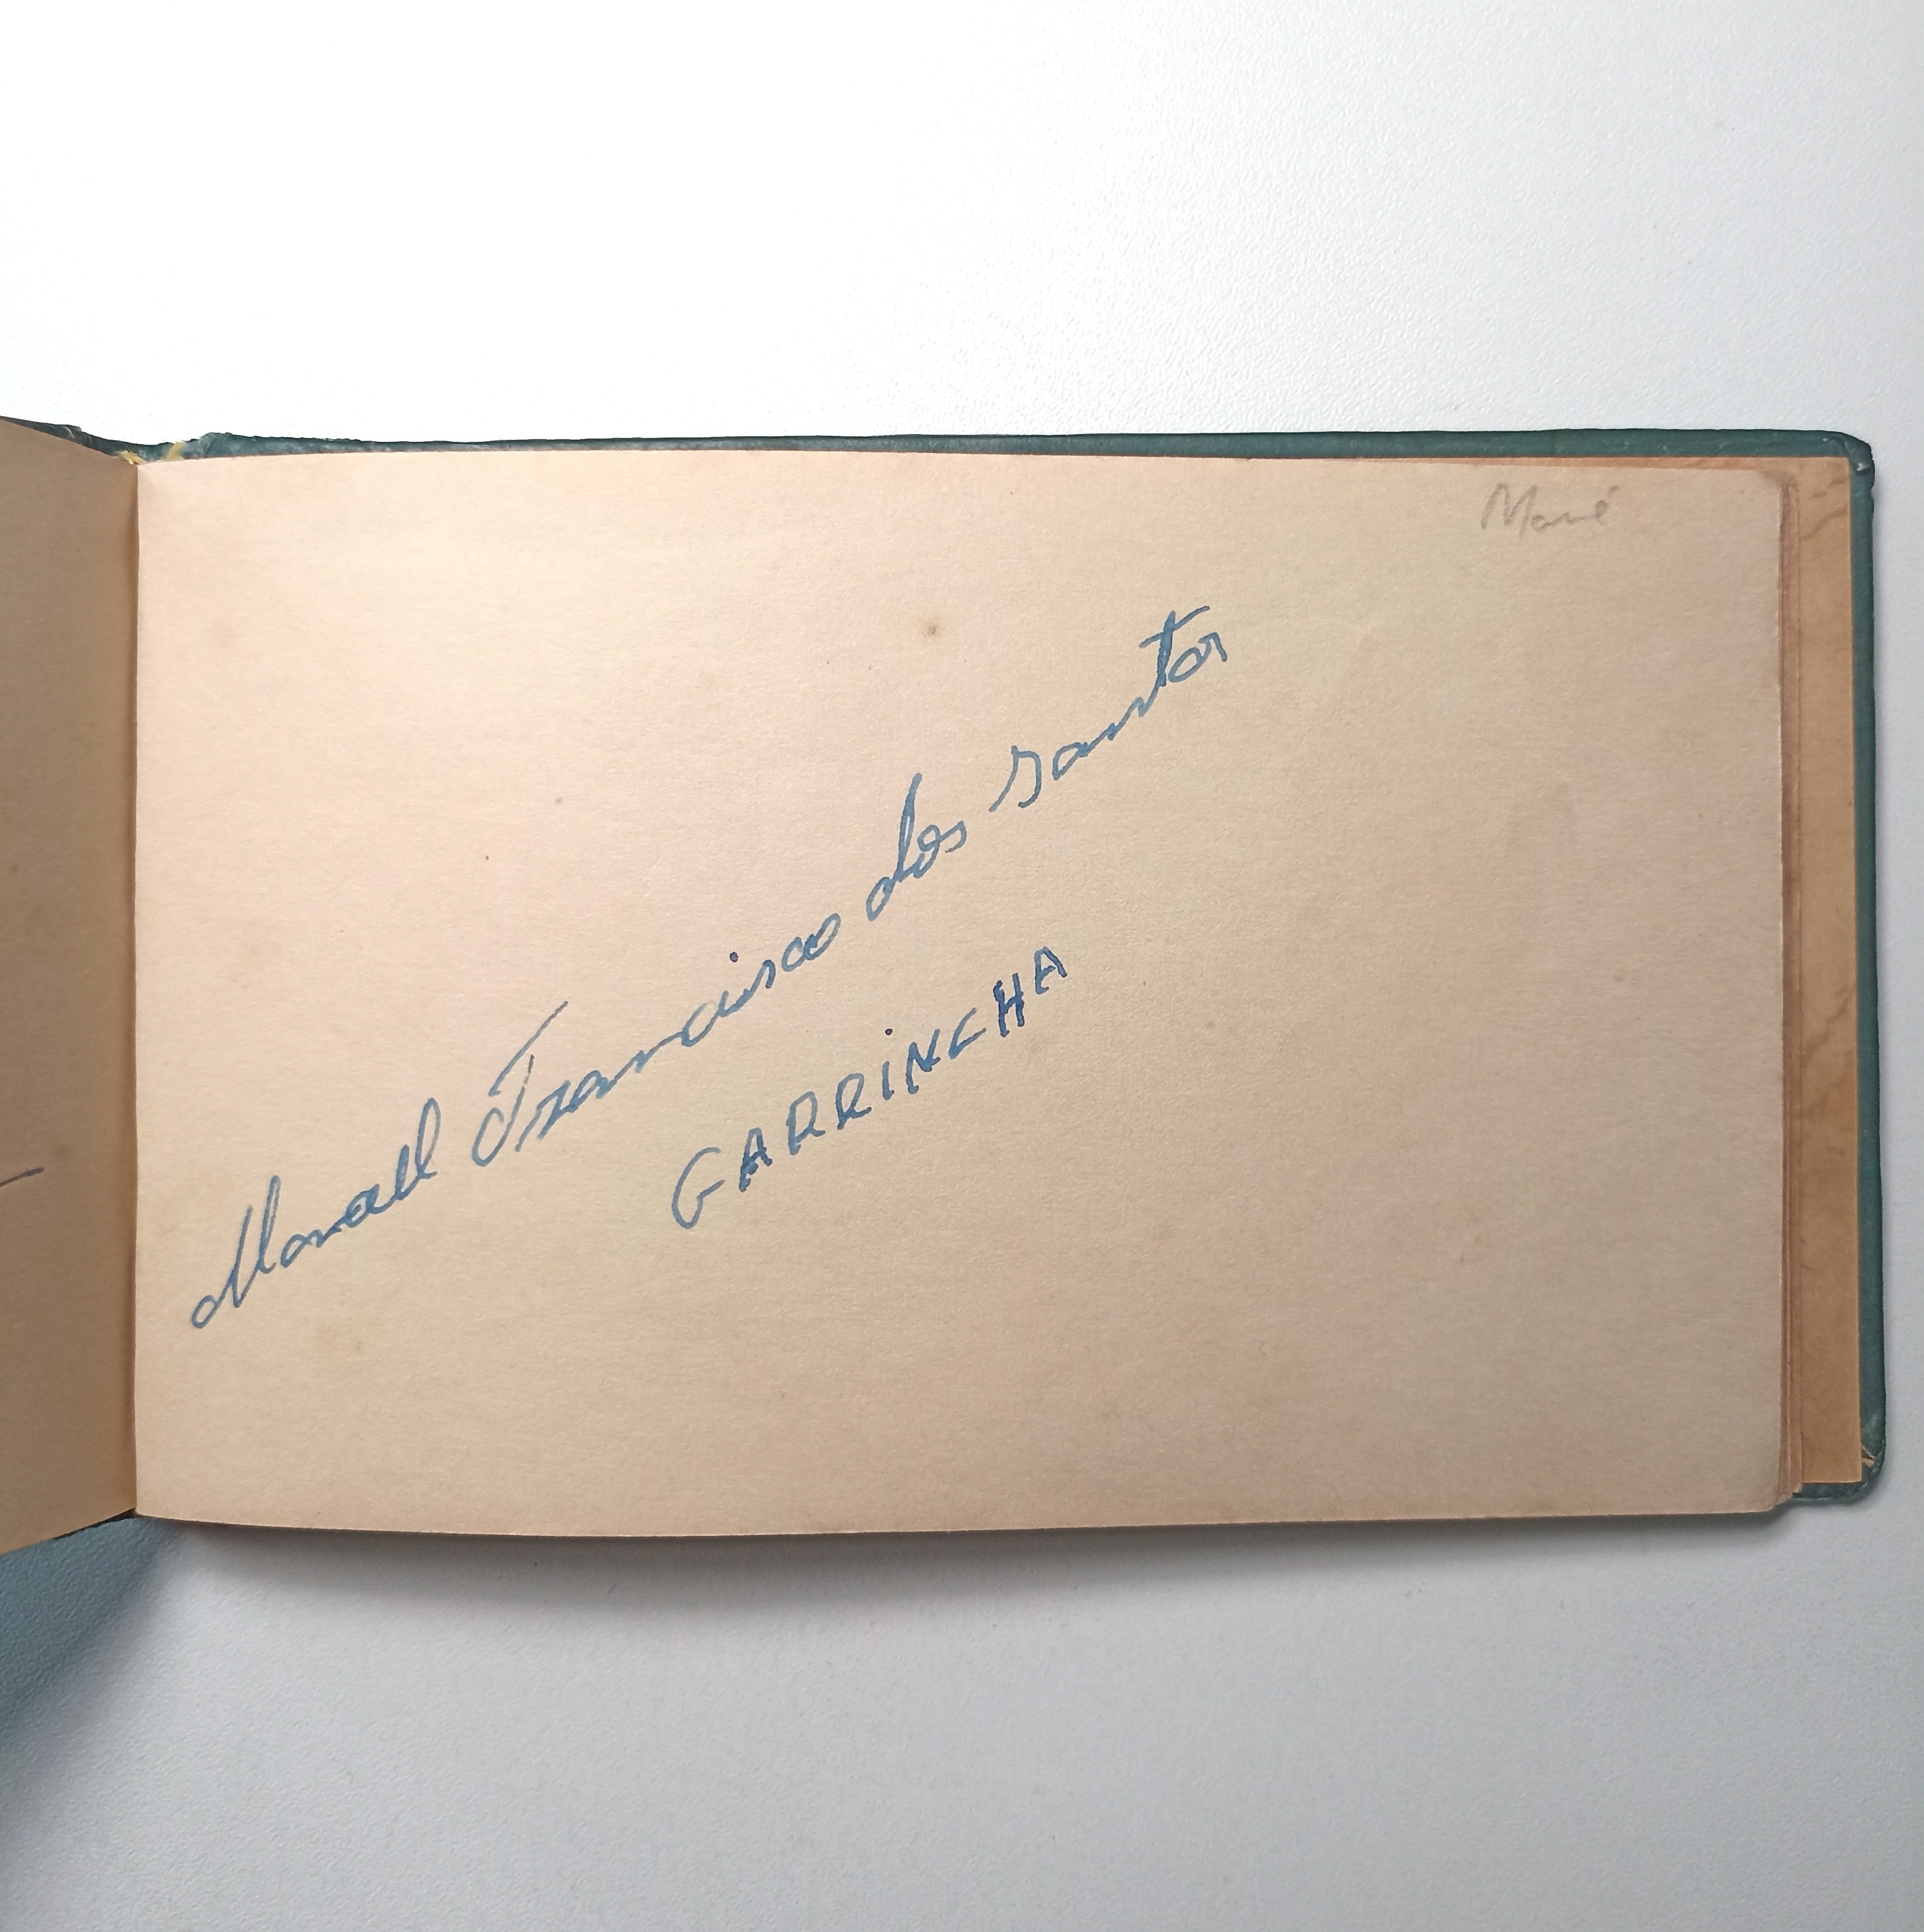 Mané
Manoel Francisco dos santos
GARRiNCHA